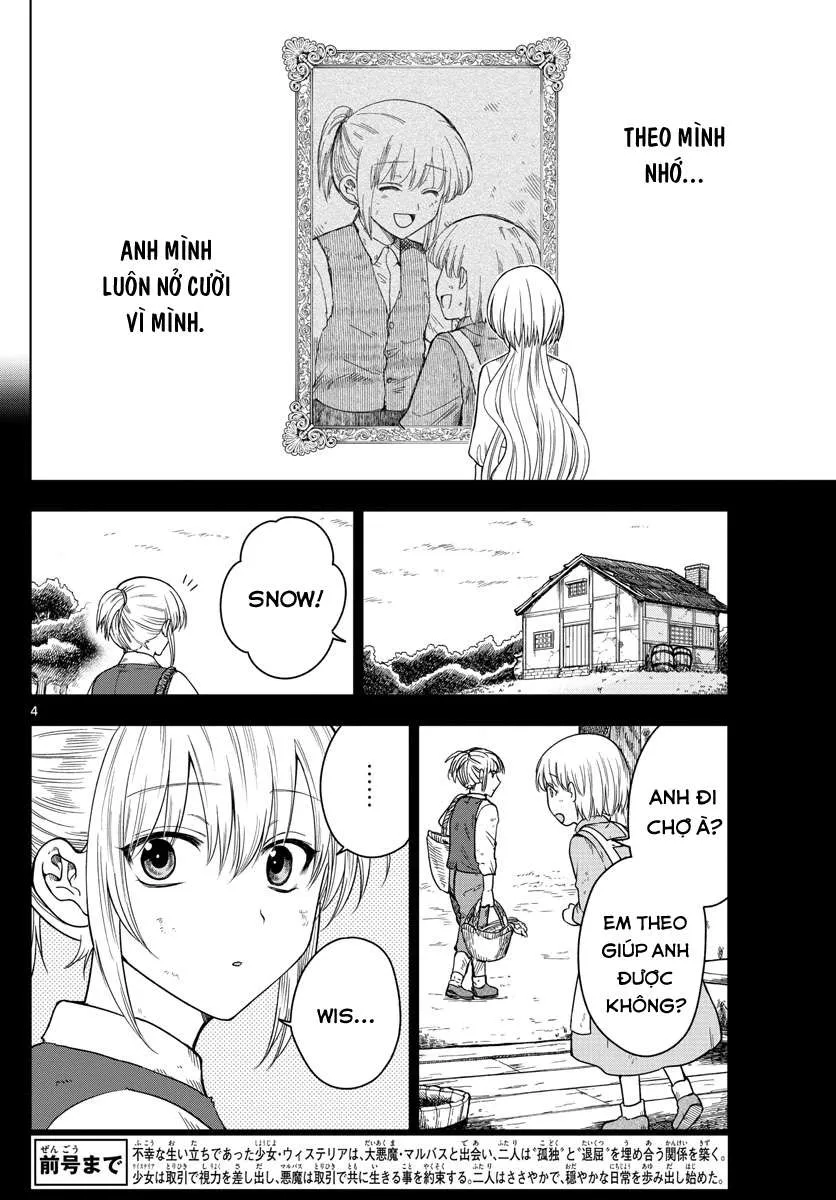 THEO MÌNH
NHỚ...
ANH MÌNH
LUÔN NỞ CƯỜI
VÌ MÌNH.
SNOW!
4
ANH ĐI
CHỢ À?
EM THEO
GIÚP ANH
ĐƯỢC
KHÔNG?
......
WIS...
前号まで
不幸な生い立ちであった少女・ウィステリアは、大悪魔・マルバスと出会い、二人は“孤独”と“退屈”を埋め合う関係を築く。
少女は取引で視力を差し出し、悪魔は取引で共に生きる事を約束する。二人はささやかで、穏やかな日常を歩み出し始めた。